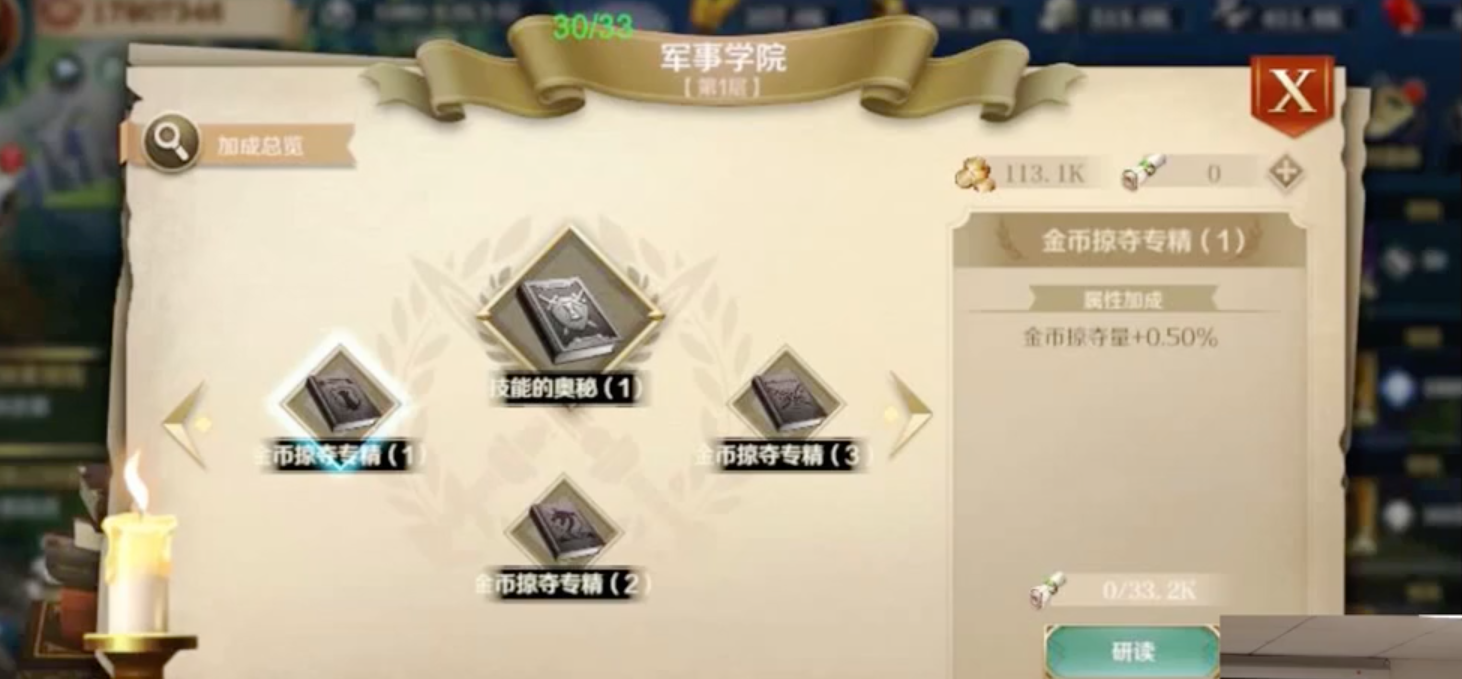 30/33
军事学院
【第1层】
加成总览
113.1K
0
金币掠夺专精（1）
属性加成
金币掠夺量+0.50%
技能的奥秘（1）
金币掠夺专精（1）
金币掠夺专精（3）
金币掠夺专精（2）
0/33.2K
研读
X